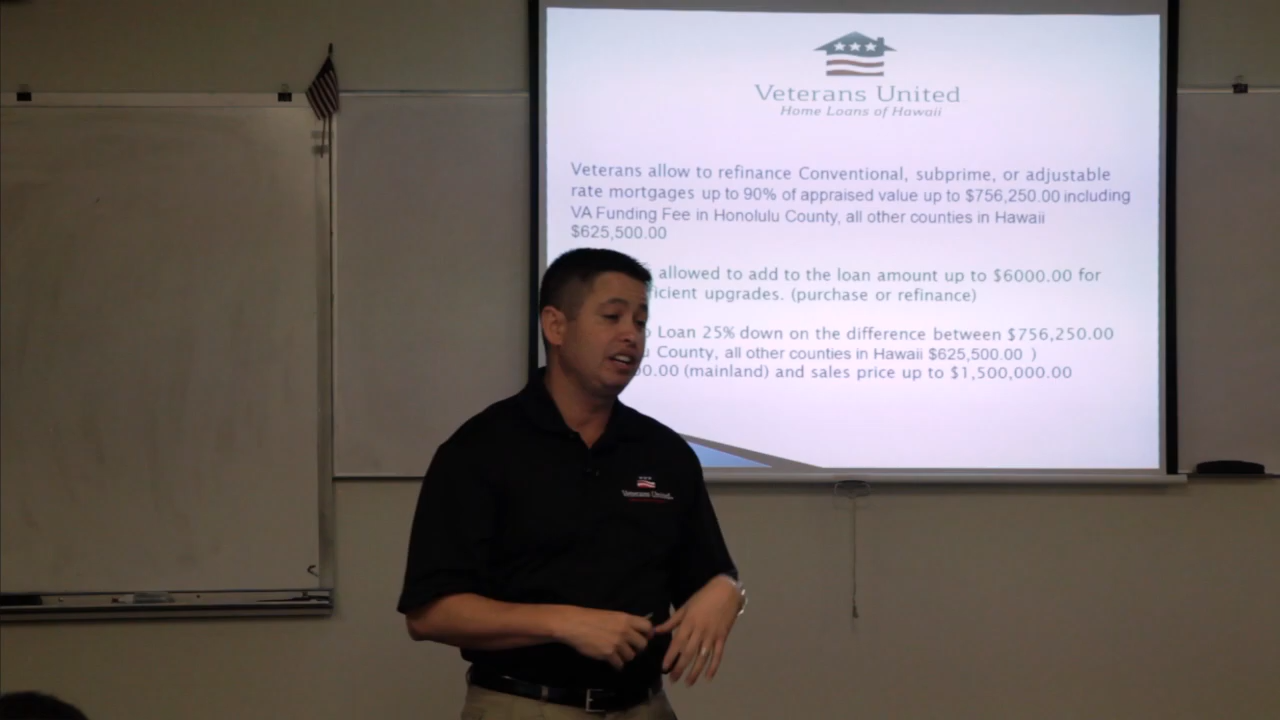 Veterans United
Home Loans of Hawaii
Veterans allow to refinance Conventional, subprime, or adjustable
rate mortgages up to 90% of appraised value up to $756,250.00 including
VA Funding Fee in Honolulu County, all other counties in Hawaii
$625,500.00
allowed to add to the loan amount up to $6000.00 for
icient upgrades. (purchase or refinance)
Loan 25% down on the difference between $756,250.00
County, all other counties in Hawaii $625,500.00 )
0.00 (mainland) and sales price up to $1,500,000.00
Veterans United